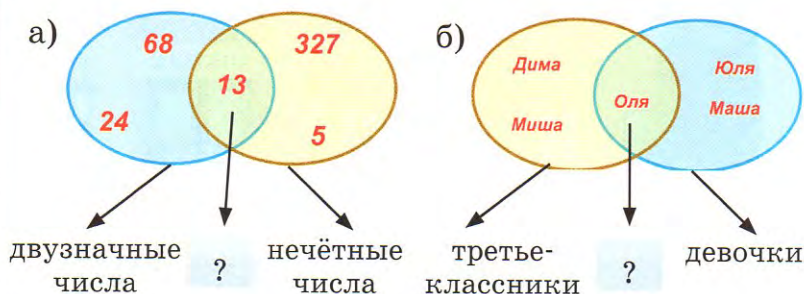 а)
68
327
13
24
5
двузначные
числа
?
нечётные
числа
б)
Дима
Юля
Оля
Маша
Миша
третье-
классники
?
девочки